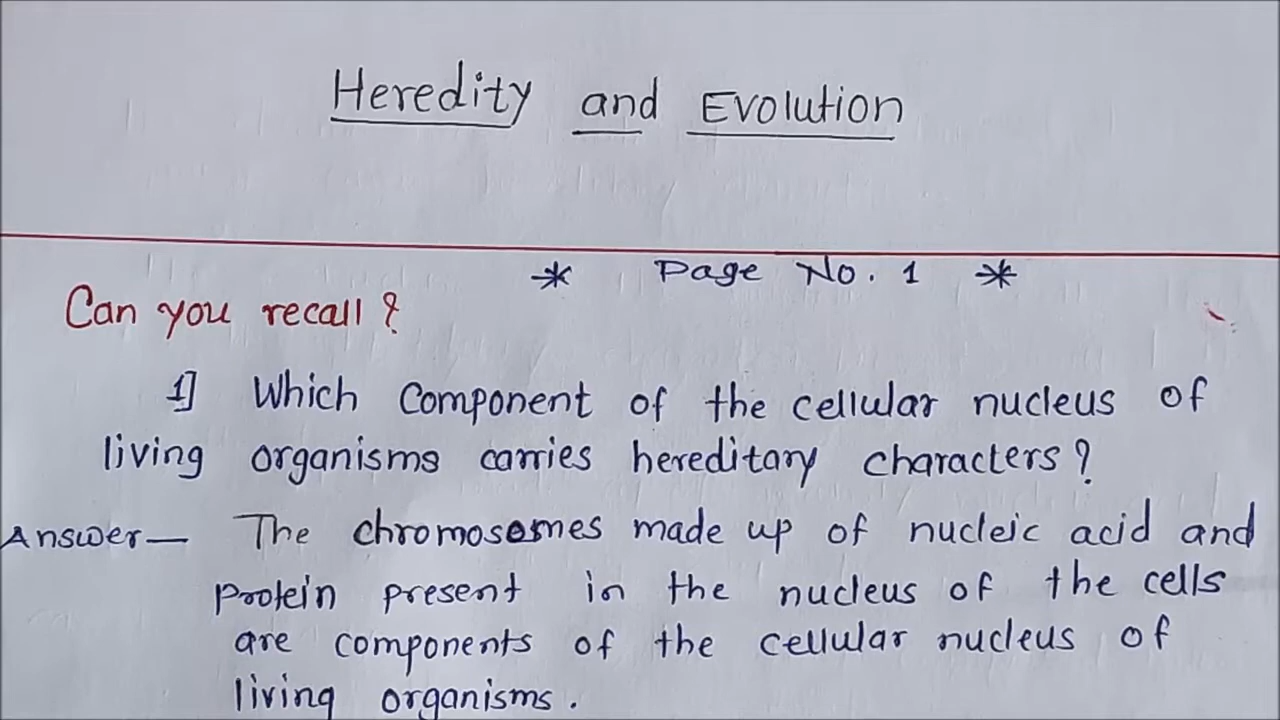 Heredity and Evolution
* Page No. 1 *
Can you recall?
1] Which component of the cellular nucleus of
living organisms carries hereditary characters?
Answer— The chromosomes made up of nucleic acid and
protein present in the nucleus of the cells
are components of the cellular nucleus of
living organisms.